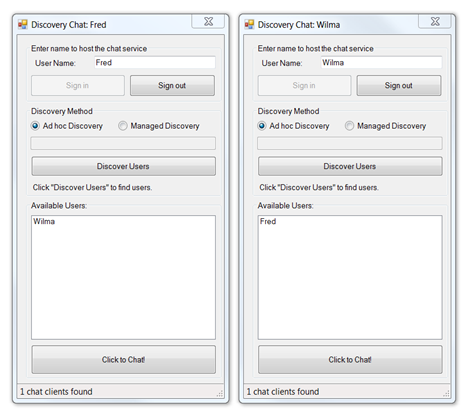 Discovery Chat: Fred
Enter name to host the chat service
User Name: Fred
Sign in Sign out
Discovery Method
Ad hoc Discovery Managed Discovery
Discover Users
Click "Discover Users" to find users.
Available Users:
Wilma
Click to Chat!
1 chat clients found
Discovery Chat: Wilma
Enter name to host the chat service
User Name: Wilma
Sign in Sign out
Discovery Method
Ad hoc Discovery Managed Discovery
Discover Users
Click "Discover Users" to find users.
Available Users:
Fred
Click to Chat!
1 chat clients found